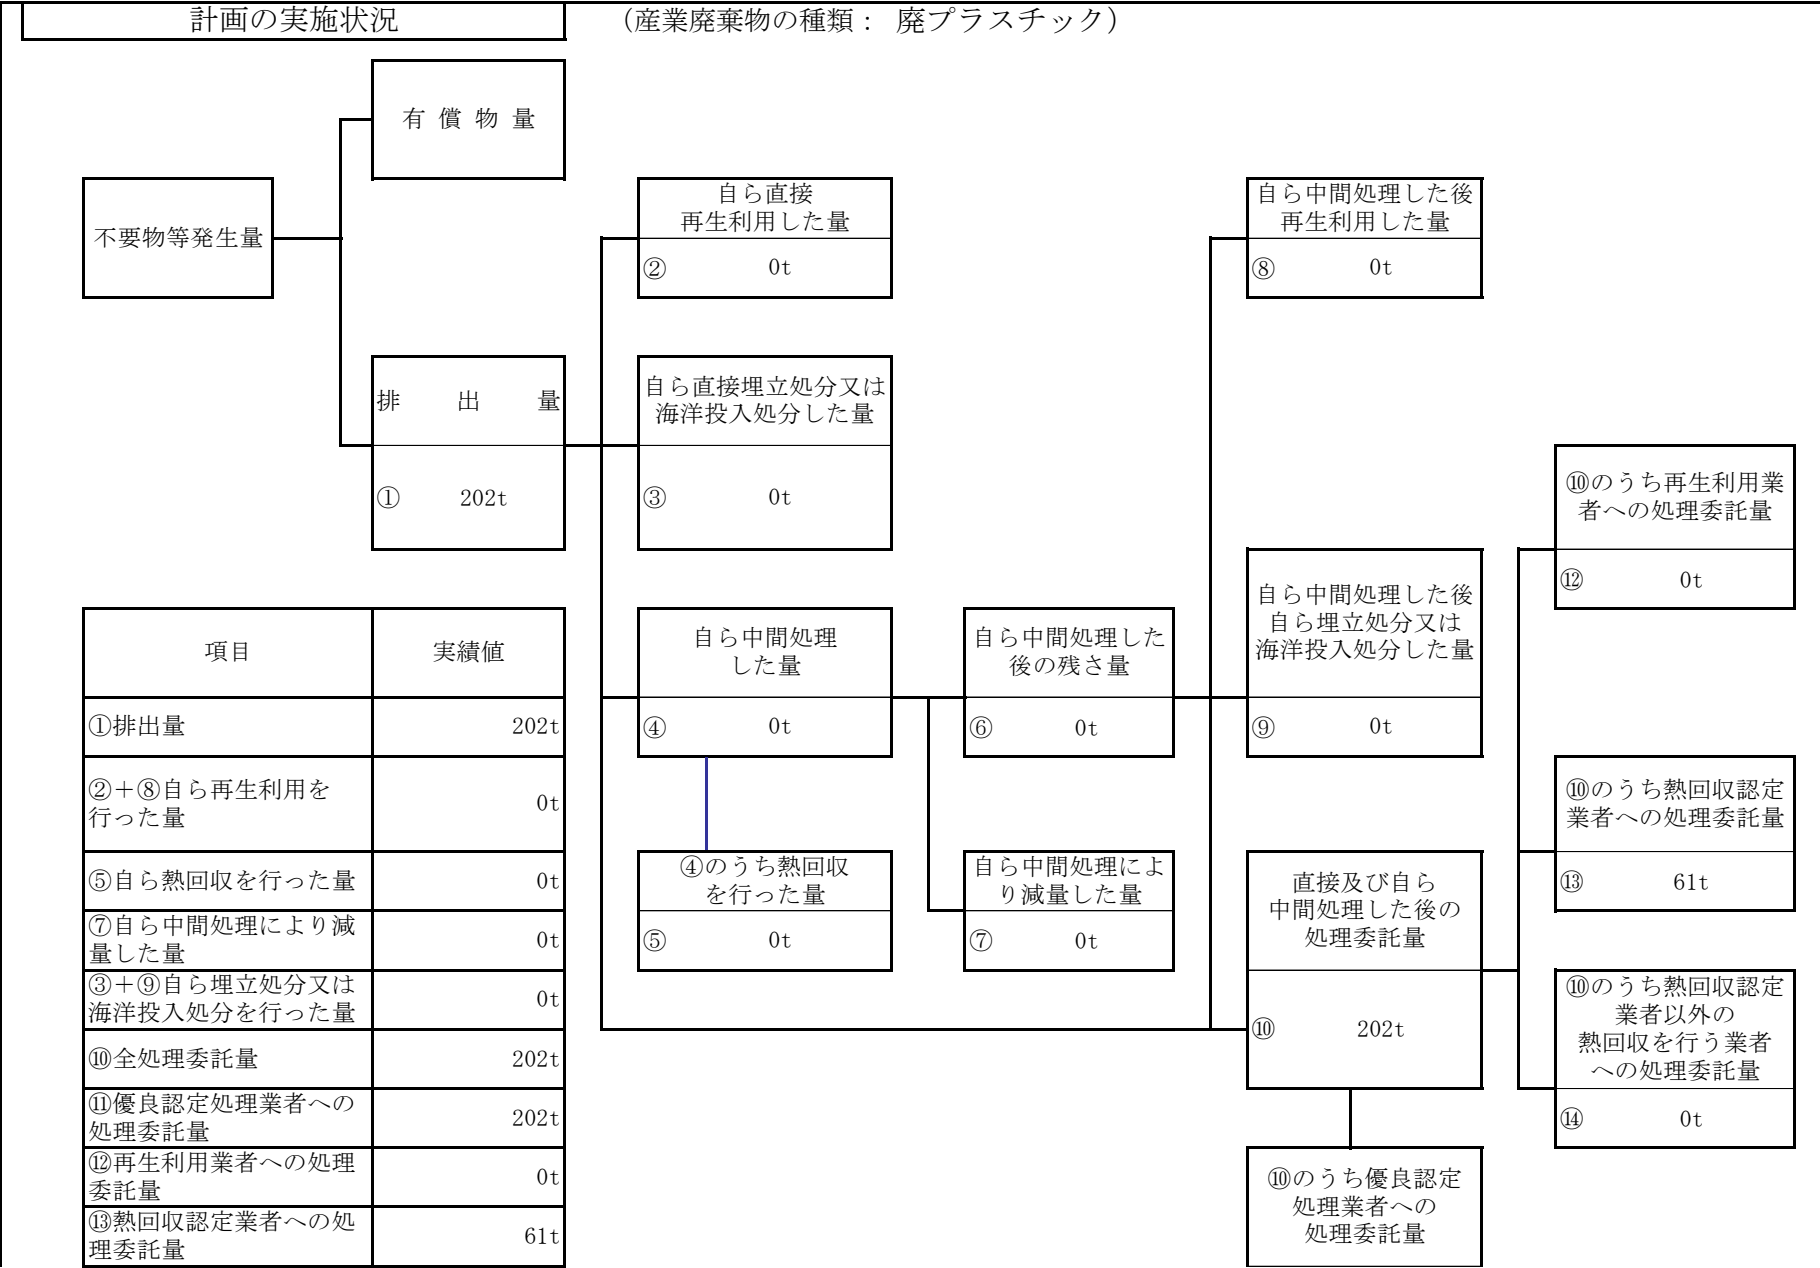 計画の実施状況
（産業廃棄物の種類： 廃プラスチック）
有 償 物 量
不要物等発生量
自ら直接
再生利用した量
② 0t
自ら中間処理した後
再生利用した量
⑧ 0t
排 出 量
① 202t
自ら直接埋立処分又は
海洋投入処分した量
③ 0t
⑩のうち再生利用業
者への処理委託量
⑫ 0t
自ら中間処理
した量
④ 0t
自ら中間処理した
後の残さ量
⑥ 0t
自ら中間処理した後
自ら埋立処分又は
海洋投入処分した量
⑨ 0t
⑩のうち熱回収認定
業者への処理委託量
⑬ 61t
④のうち熱回収
を行った量
⑤ 0t
自ら中間処理によ
り減量した量
⑦ 0t
直接及び自ら
中間処理した後の
処理委託量
⑩ 202t
⑩のうち熱回収認定
業者以外の
熱回収を行う業者
への処理委託量
⑭ 0t
⑩のうち優良認定
処理業者への
処理委託量
項目 実績値
①排出量 202t
②＋⑧自ら再生利用を
行った量 0t
⑤自ら熱回収を行った量 0t
⑦自ら中間処理により減
量した量 0t
③＋⑨自ら埋立処分又は
海洋投入処分を行った量 0t
⑩全処理委託量 202t
⑪優良認定処理業者への
処理委託量 202t
⑫再生利用業者への処理
委託量 0t
⑬熱回収認定業者への処
理委託量 61t